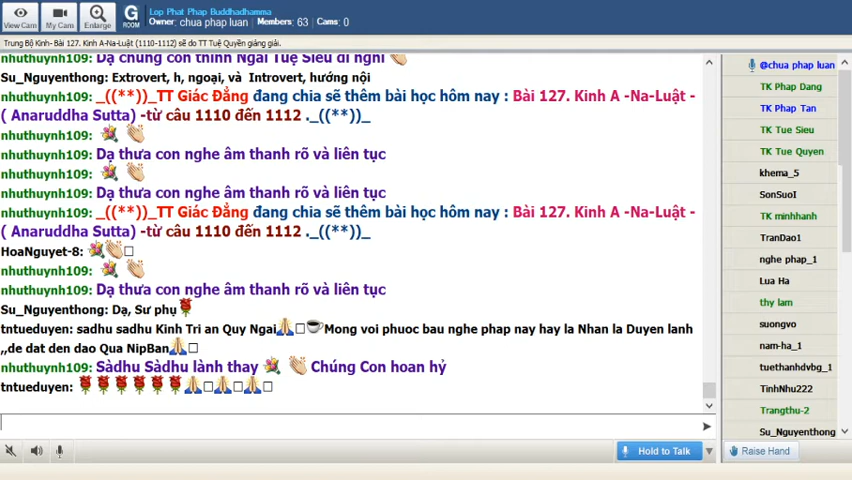 Lop Phat Phap Buddhadhamma
Owner: chua phap luan Members: 63 Cams: 0
View Cam My Cam Enlarge G ROOM
Trung Bộ Kinh- Bài 127. Kinh A-Na-Luật (1110-1112) sẽ do TT Tuệ Quyền giảng giải.
nhuthuynh109: Dạ chúng con thỉnh Ngài Tuệ Siêu đi nghỉ
Su_Nguyenthong: Extrovert, h, ngoại, và Introvert, hướng nội
_((**))_TT Giác Đẳng đang chia sẽ thêm bài học hôm nay : Bài 127. Kinh A -Na-Luật -
( Anaruddha Sutta) -từ câu 1110 đến 1112 ._((**))_
nhuthuynh109:
nhuthuynh109: Dạ thưa con nghe âm thanh rõ và liên tục
nhuthuynh109:
nhuthuynh109: Dạ thưa con nghe âm thanh rõ và liên tục
_((**))_TT Giác Đẳng đang chia sẽ thêm bài học hôm nay : Bài 127. Kinh A -Na-Luật -
( Anaruddha Sutta) -từ câu 1110 đến 1112 ._((**))_
HoaNguyet-8:
nhuthuynh109:
nhuthuynh109: Dạ thưa con nghe âm thanh rõ và liên tục
Su_Nguyenthong: Dạ, Sư phụ
tntueduyen: sadhu sadhu Kinh Tri an Quy Ngai Mong voi phuoc bau nghe phap nay hay la Nhan la Duyen lanh
,,de dat den dao Qua NipBan
nhuthuynh109: Sàdhu Sàdhu lành thay Chúng Con hoan hỷ
tntueduyen:
@chua phap luan
TK Phap Dang
TK Phap Tan
TK Tue Sieu
TK Tue Quyen
khema_5
SonSuoI
TK minhhanh
TranDao1
nghe phap_1
Lua Ha
thy lam
suongvo
nam-ha_1
tuethanhdvbg_1
TinhNhu222
Trangthu-2
Su_Nguyenthong
Hold to Talk
Raise Hand